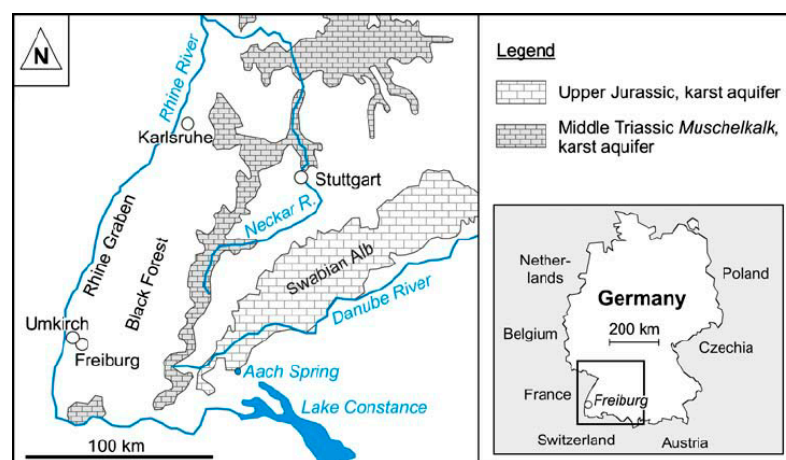 N
Rhine River
Karlsruhe
Stuttgart
Neckar R.
Rhine Graben
Black Forest
Swabian Alb
Danube River
Umkirch
Freiburg
Aach Spring
Lake Constance
100 km
Legend
Upper Jurassic, karst aquifer
Middle Triassic Muschelkalk,
karst aquifer
Nether-
lands
Poland
Germany
200 km
Belgium
Czechia
France
Freiburg
Switzerland
Austria